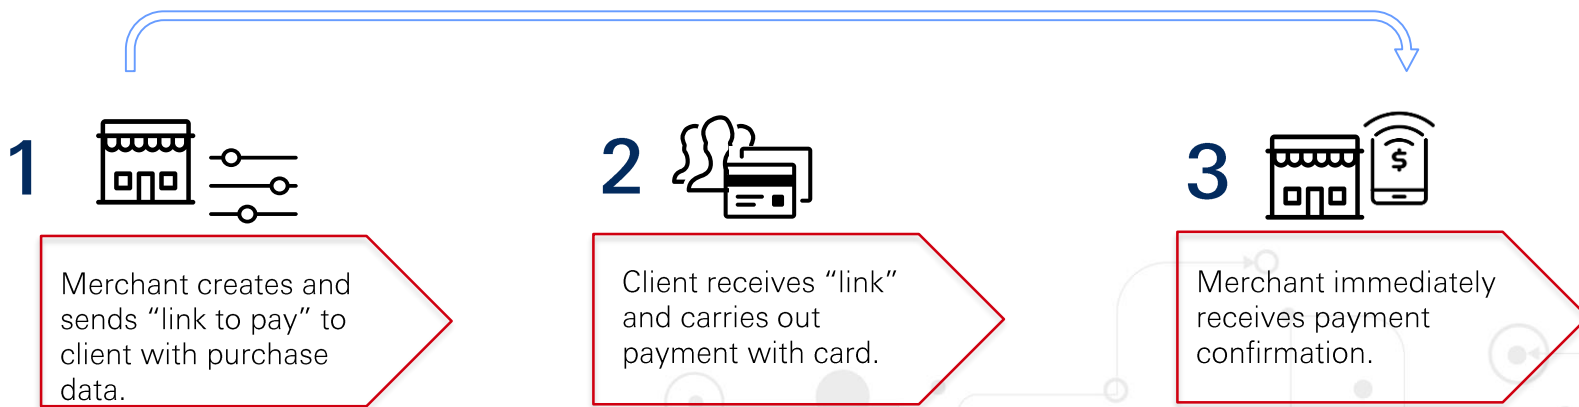 1
Merchant creates and
sends “link to pay” to
client with purchase
data.
2
Client receives “link”
and carries out
payment with card.
3
$
Merchant immediately
receives payment
confirmation.